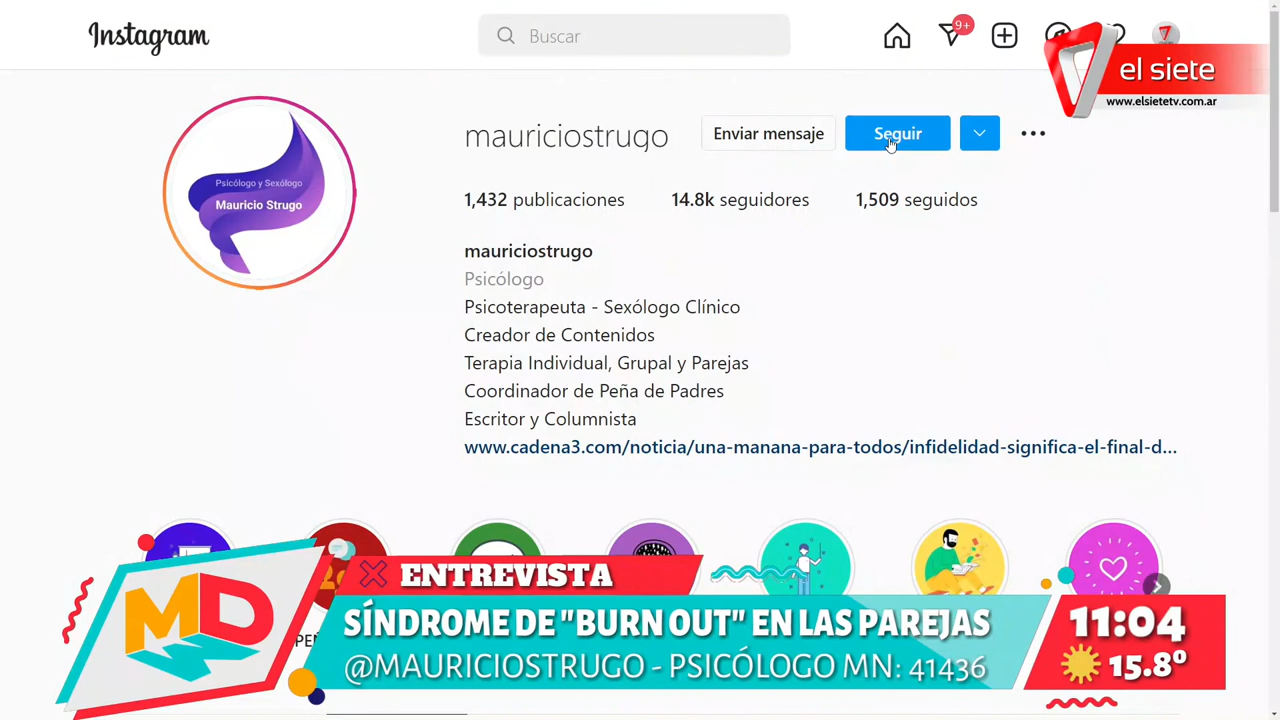 Instagram
Buscar
9+
el siete
www.elsietetv.com.ar
mauriciostrugo
Enviar mensaje
Seguir
1,432 publicaciones
14.8k seguidores
1,509 seguidos
Psicólogo y Sexólogo
Mauricio Strugo
mauriciostrugo
Psicólogo
Psicoterapeuta - Sexólogo Clínico
Creador de Contenidos
Terapia Individual, Grupal y Parejas
Coordinador de Peña de Padres
Escritor y Columnista
www.cadena3.com/noticia/una-manana-para-todos/infidelidad-significa-el-final-d...
MD
ENTREVISTA
SÍNDROME DE "BURN OUT" EN LAS PAREJAS
@MAURICIOSTRUGO - PSICÓLOGO MN: 41436
11:04
15.8º